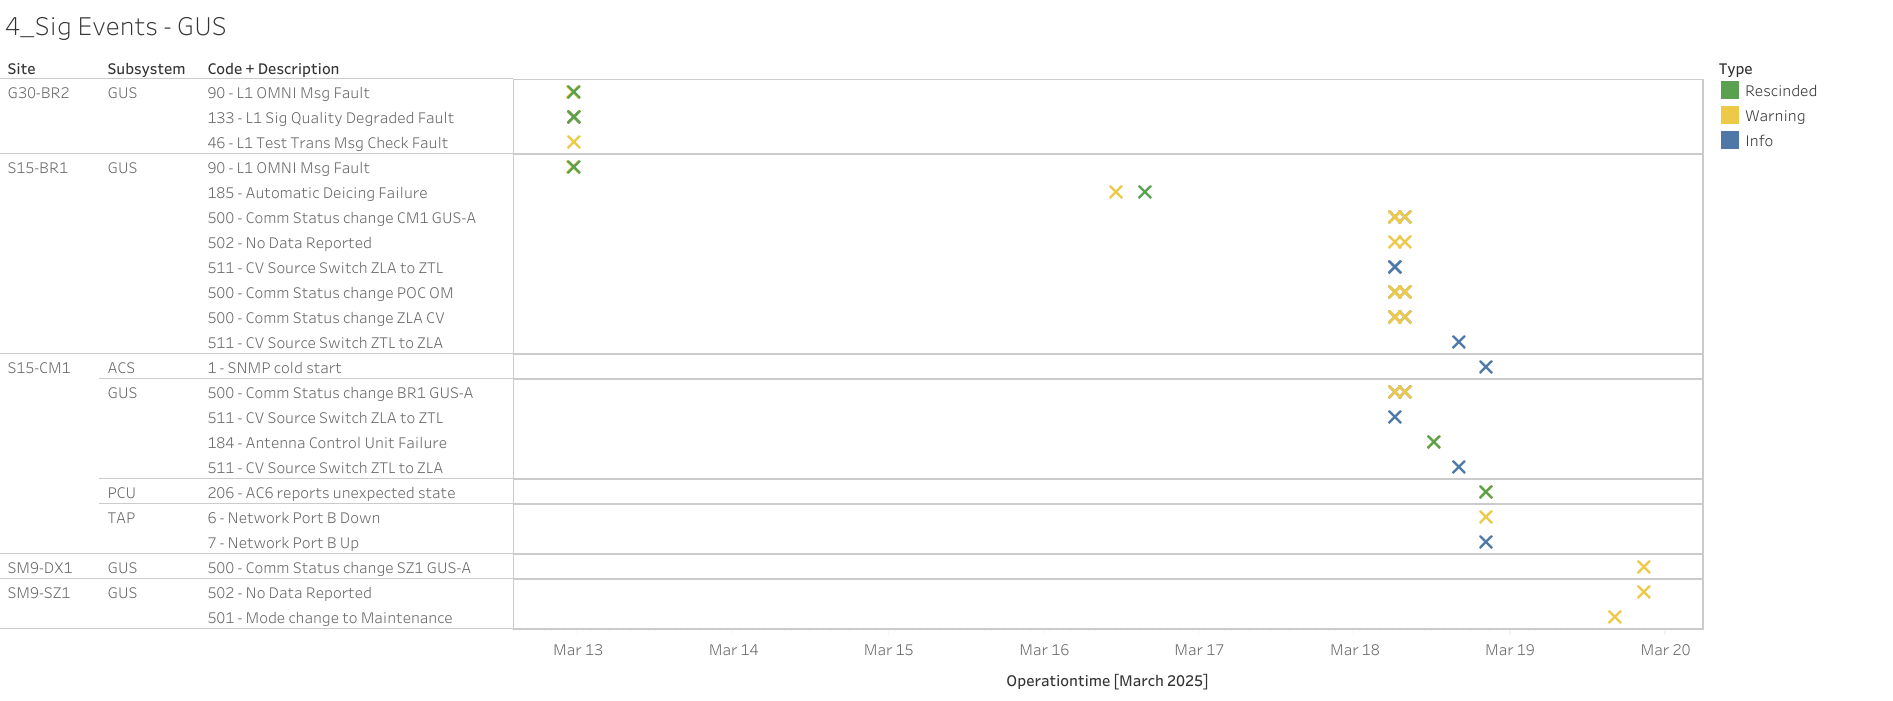 4_Sig Events - GUS
Site Subsystem Code + Description
Type
G30-BR2 GUS 90 - L1 OMNI Msg Fault
Rescinded
133 - L1 Sig Quality Degraded Fault
Warning
46 - L1 Test Trans Msg Check Fault
Info
S15-BR1 GUS 90 - L1 OMNI Msg Fault
185 - Automatic Deicing Failure
500 - Comm Status change CM1 GUS-A
502 - No Data Reported
511 - CV Source Switch ZLA to ZTL
500 - Comm Status change POC OM
500 - Comm Status change ZLA CV
511 - CV Source Switch ZTL to ZLA
S15-CM1 ACS 1 - SNMP cold start
GUS 500 - Comm Status change BR1 GUS-A
511 - CV Source Switch ZLA to ZTL
184 - Antenna Control Unit Failure
511 - CV Source Switch ZTL to ZLA
PCU 206 - AC6 reports unexpected state
TAP 6 - Network Port B Down
7 - Network Port B Up
SM9-DX1 GUS 500 - Comm Status change SZ1 GUS-A
SM9-SZ1 GUS 502 - No Data Reported
501 - Mode change to Maintenance
Mar 13 Mar 14 Mar 15 Mar 16 Mar 17 Mar 18 Mar 19 Mar 20
Operationtime [March 2025]